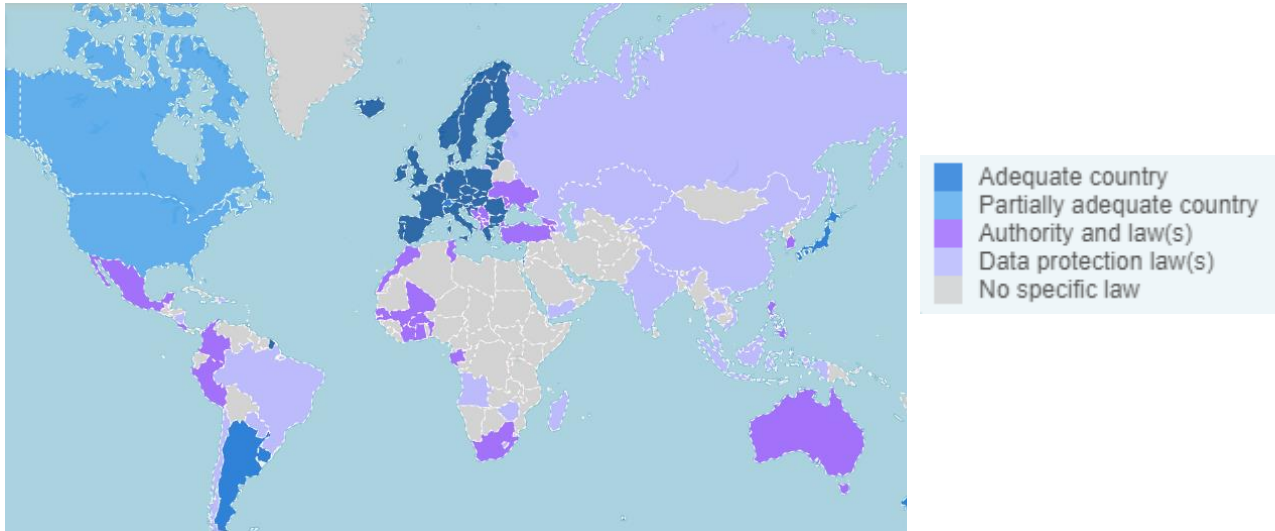 Adequate country
Partially adequate country
Authority and law(s)
Data protection law(s)
No specific law